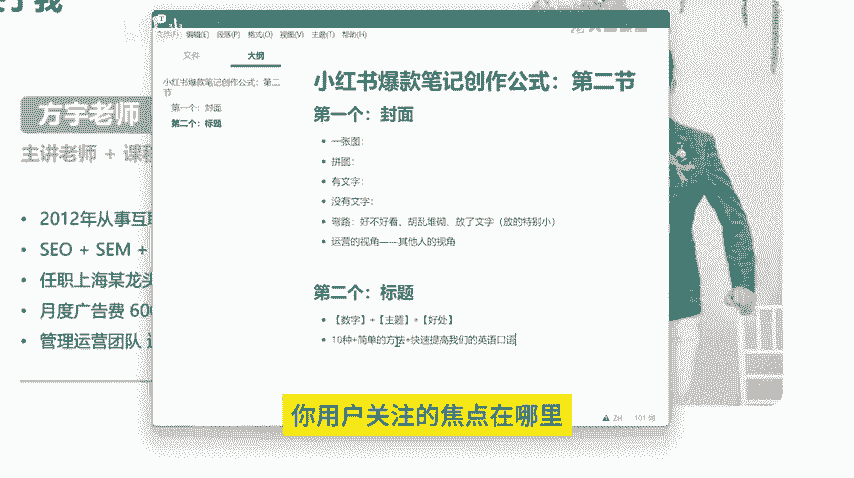 于我
方宇老师
主讲老师 + 课程
2012年从事互联
SEO + SEM +
任职上海某龙头
月度广告费 600
管理运营团队
文件(F) 编辑(E) 段落(P) 格式(O) 视图(V) 主题(T) 帮助(H)
文件 大纲
小红书爆款笔记创作公式：第二节
第一个：封面
第二个：标题
小红书爆款笔记创作公式：第二节
第一个：封面
一张图：
拼图：
有文字：
没有文字：
弯路：好不好看、胡乱堆砌、放了文字（放的特别小）
运营的视角——其他人的视角
第二个：标题
【数字】+【主题】+【好处】
10种+简单的方法+快速提高我们的英语口语
ZH 101 词
你用户关注的焦点在哪里